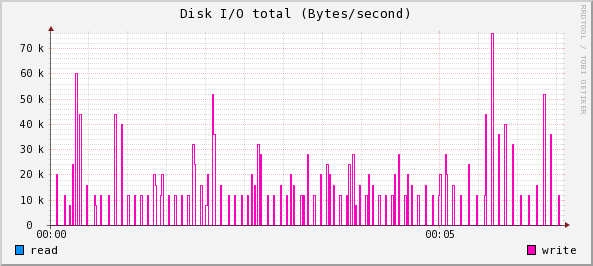 Disk I/O total (Bytes/second)
RRDTOOL / TOBI OETIKER
70 k
60 k
50 k
40 k
30 k
20 k
10 k
0
00:00 00:05
read write